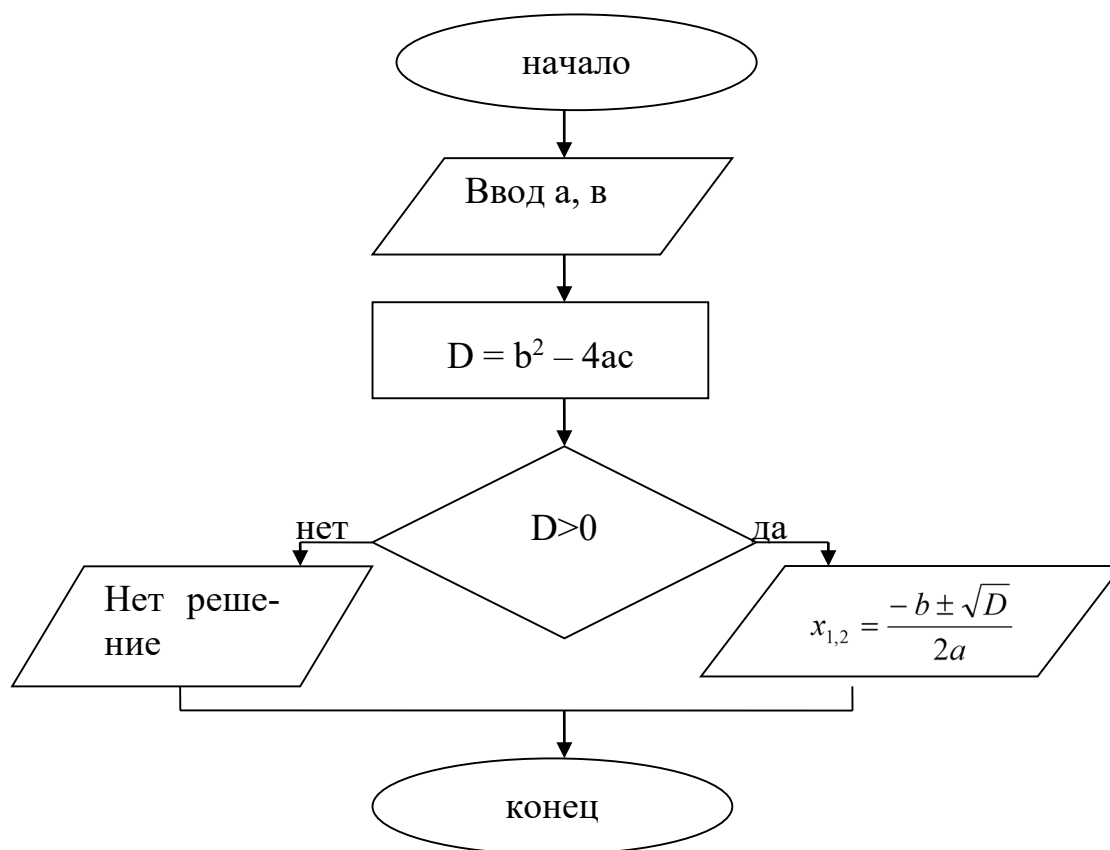 начало
Ввод a, в
D = b² – 4ac
D>0
нет
да
Нет реше-
ние
x₁,₂ = (– b ± √D) / 2a
конец